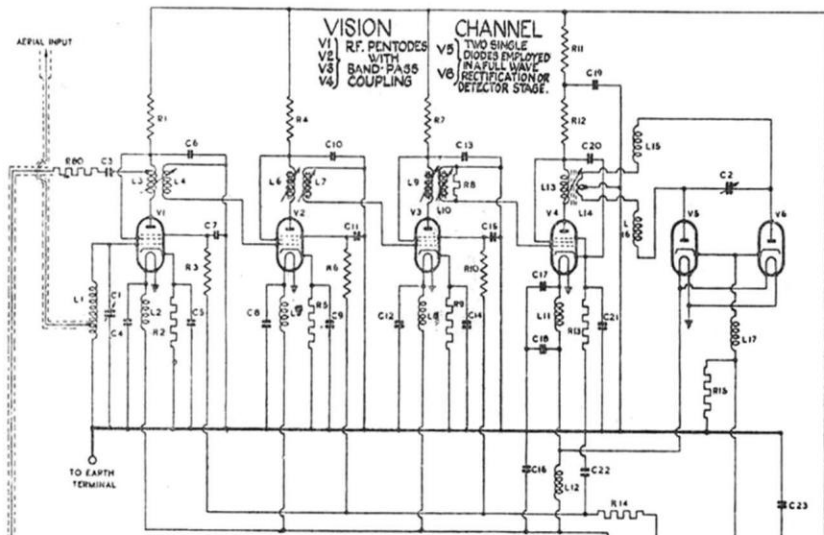 VISION CHANNEL
V1 V2 V3 V4 R.F. PENTODES WITH BAND-PASS COUPLING
V5 V6 TWO SINGLE DIODES EMPLOYED IN A FULL WAVE RECTIFICATION OR DETECTOR STAGE.
AERIAL INPUT
R11
C19
R1
R4
R7
R12
C6
C10
C13
C20
L15
R80
C3
L3
L4
L6
L7
L9
R8
L10
L13
L14
C2
L16
V1
C7
V2
C11
V3
C15
V4
V5
V6
R3
R6
R10
C17
L1
C1
C4
L2
R2
C5
C8
R5
C9
C12
R9
C14
L11
C18
R13
C21
L17
R15
TO EARTH TERMINAL
C16
L12
C22
R14
C23